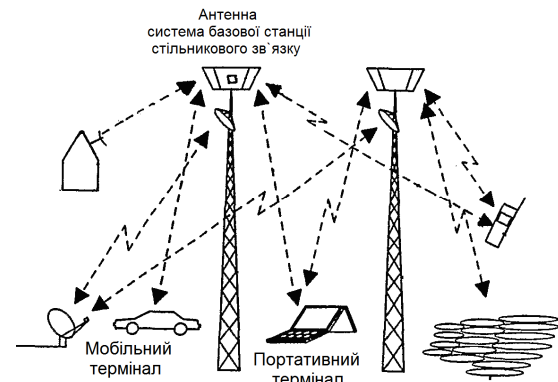 Антенна
система базової станції
стільникового зв`язку
Мобільний
термінал
Портативний
термінал